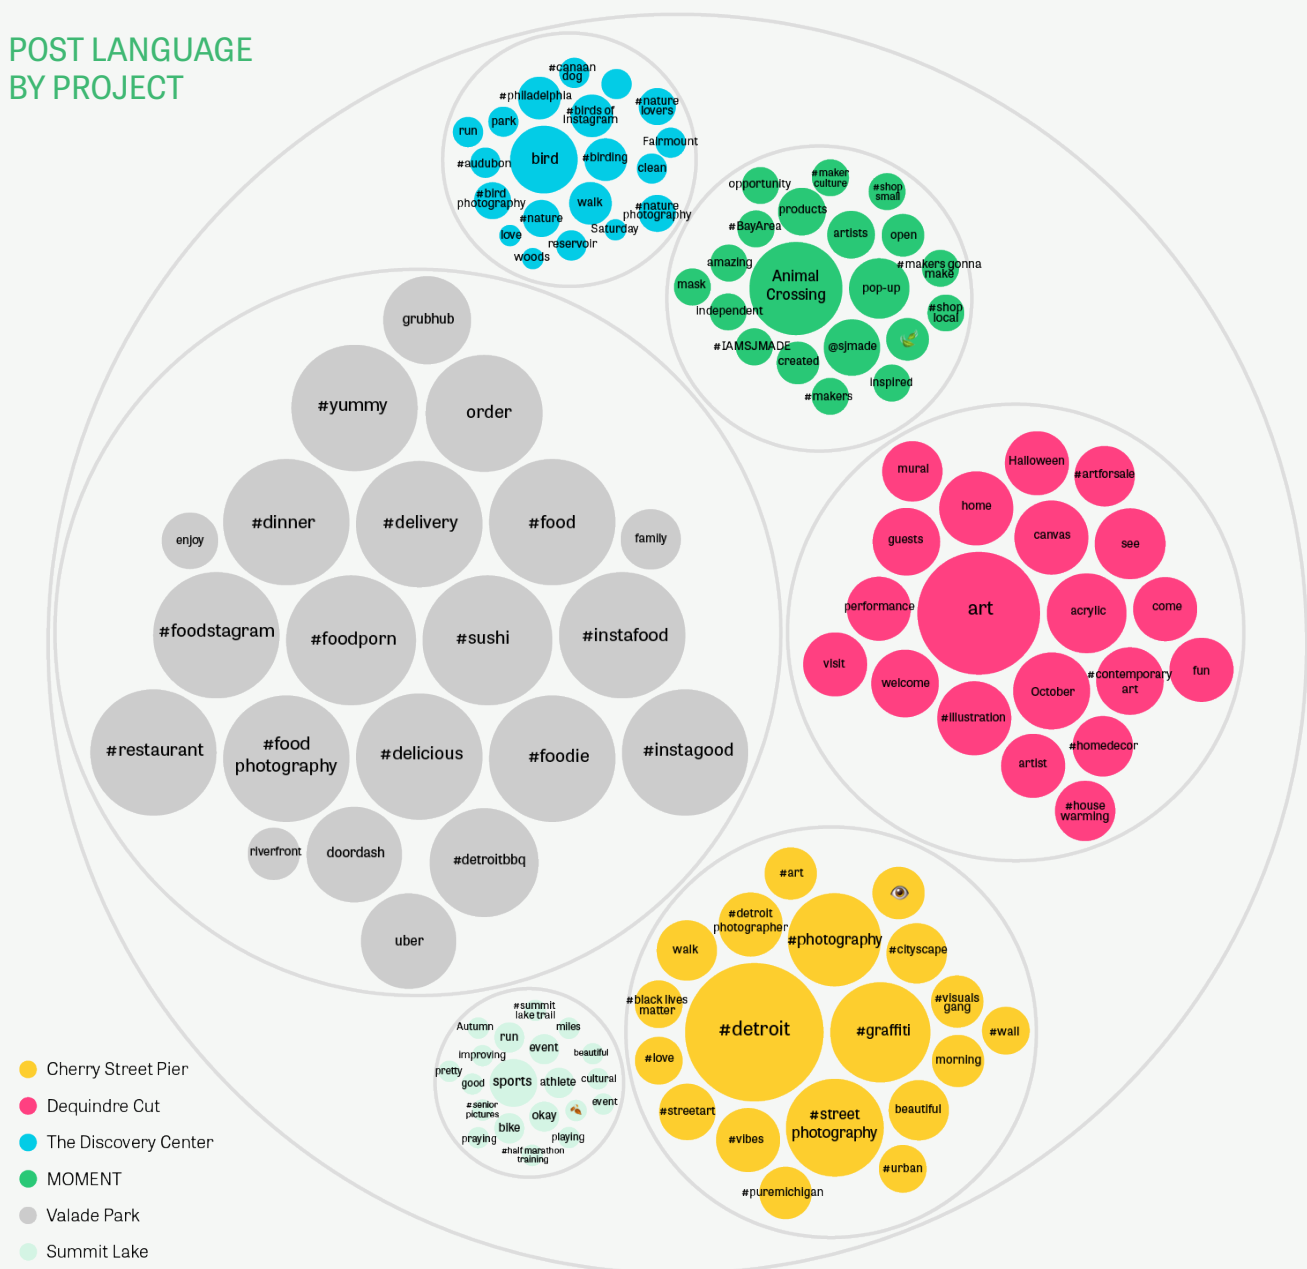 POST LANGUAGE
BY PROJECT
#canaan
dog
#philadelphia
#birds of
instagram
#nature
lovers
run
park
Fairmount
#audubon
bird
#birding
clean
#bird
photography
#nature
walk
#nature
photography
Saturday
love
reservoir
woods
opportunity
#maker
culture
#shop
small
products
#BayArea
artists
open
amazing
Animal
Crossing
pop-up
#makers gonna
make
mask
independent
#shop
local
#IAMSJMADE
created
@sjmade
inspired
#makers
grubhub
#yummy
order
enjoy
#dinner
#delivery
#food
family
#foodstagram
#foodporn
#sushi
#instafood
#restaurant
#food
photography
#delicious
#foodie
#instagood
riverfront
doordash
#detroitbbq
uber
mural
Halloween
#artforsale
home
guests
canvas
see
performance
art
acrylic
come
visit
welcome
October
#contemporary
art
fun
#illustration
artist
#homedecor
#house
warming
#art
#detroit
photographer
walk
#photography
#cityscape
#black lives
matter
#detroit
#graffiti
#visuals
gang
#wall
#love
morning
#streetart
#vibes
#street
photography
beautiful
#urban
#puremichigan
#summit
lake trail
Autumn
run
miles
improving
event
beautiful
pretty
good
sports
athlete
cultural
#senior
pictures
okay
event
praying
bike
playing
#half marathon
training
Cherry Street Pier
Dequindre Cut
The Discovery Center
MOMENT
Valade Park
Summit Lake